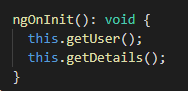 ngOnInit(): void {
  this.getUser();
  this.getDetails();
}